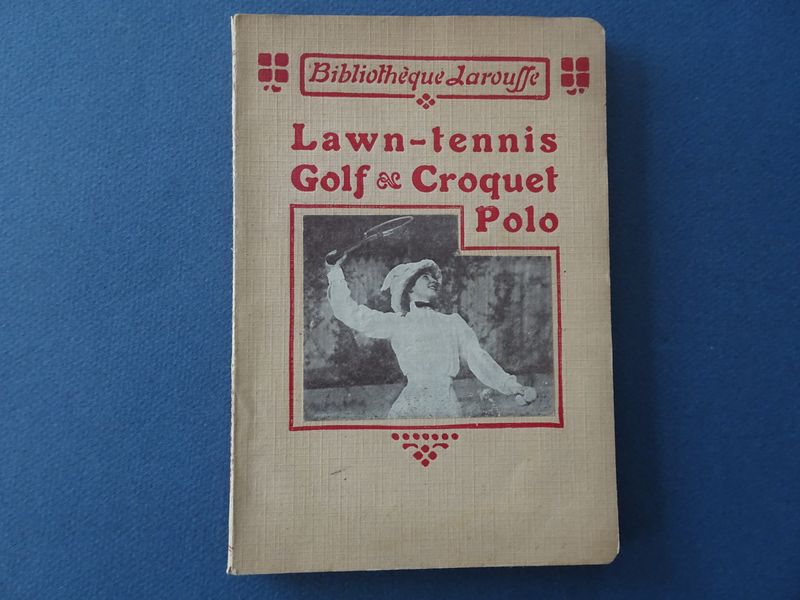 Bibliothèque Larousse
Lawn-tennis
Golf & Croquet
Polo